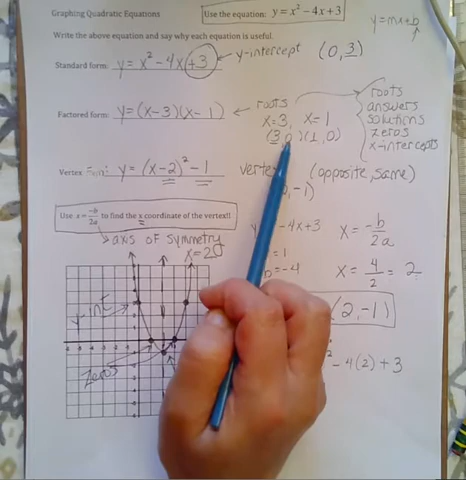 Graphing Quadratic Equations
Use the equation: y = x² - 4x + 3
y=mx+b
Write the above equation and say why each equation is useful.
Standard form: y = x² - 4x + 3 ← y-intercept (0, 3)
roots
answers
solutions
zeros
x-intercepts
Factored form: y = (x-3)(x-1) ← roots
x=3, x=1
(3,0)(1,0)
Vertex form: y = (x-2)² - 1
(opposite, same)
, -1)
Use x = -b/2a to find the x coordinate of the vertex!!
→ axis of symmetry
x=2
- 4x + 3
x = -b/2a
= 1
= -4
x = 4/2 = 2
(2, -1)
- 4(2) + 3
y-int
zeros